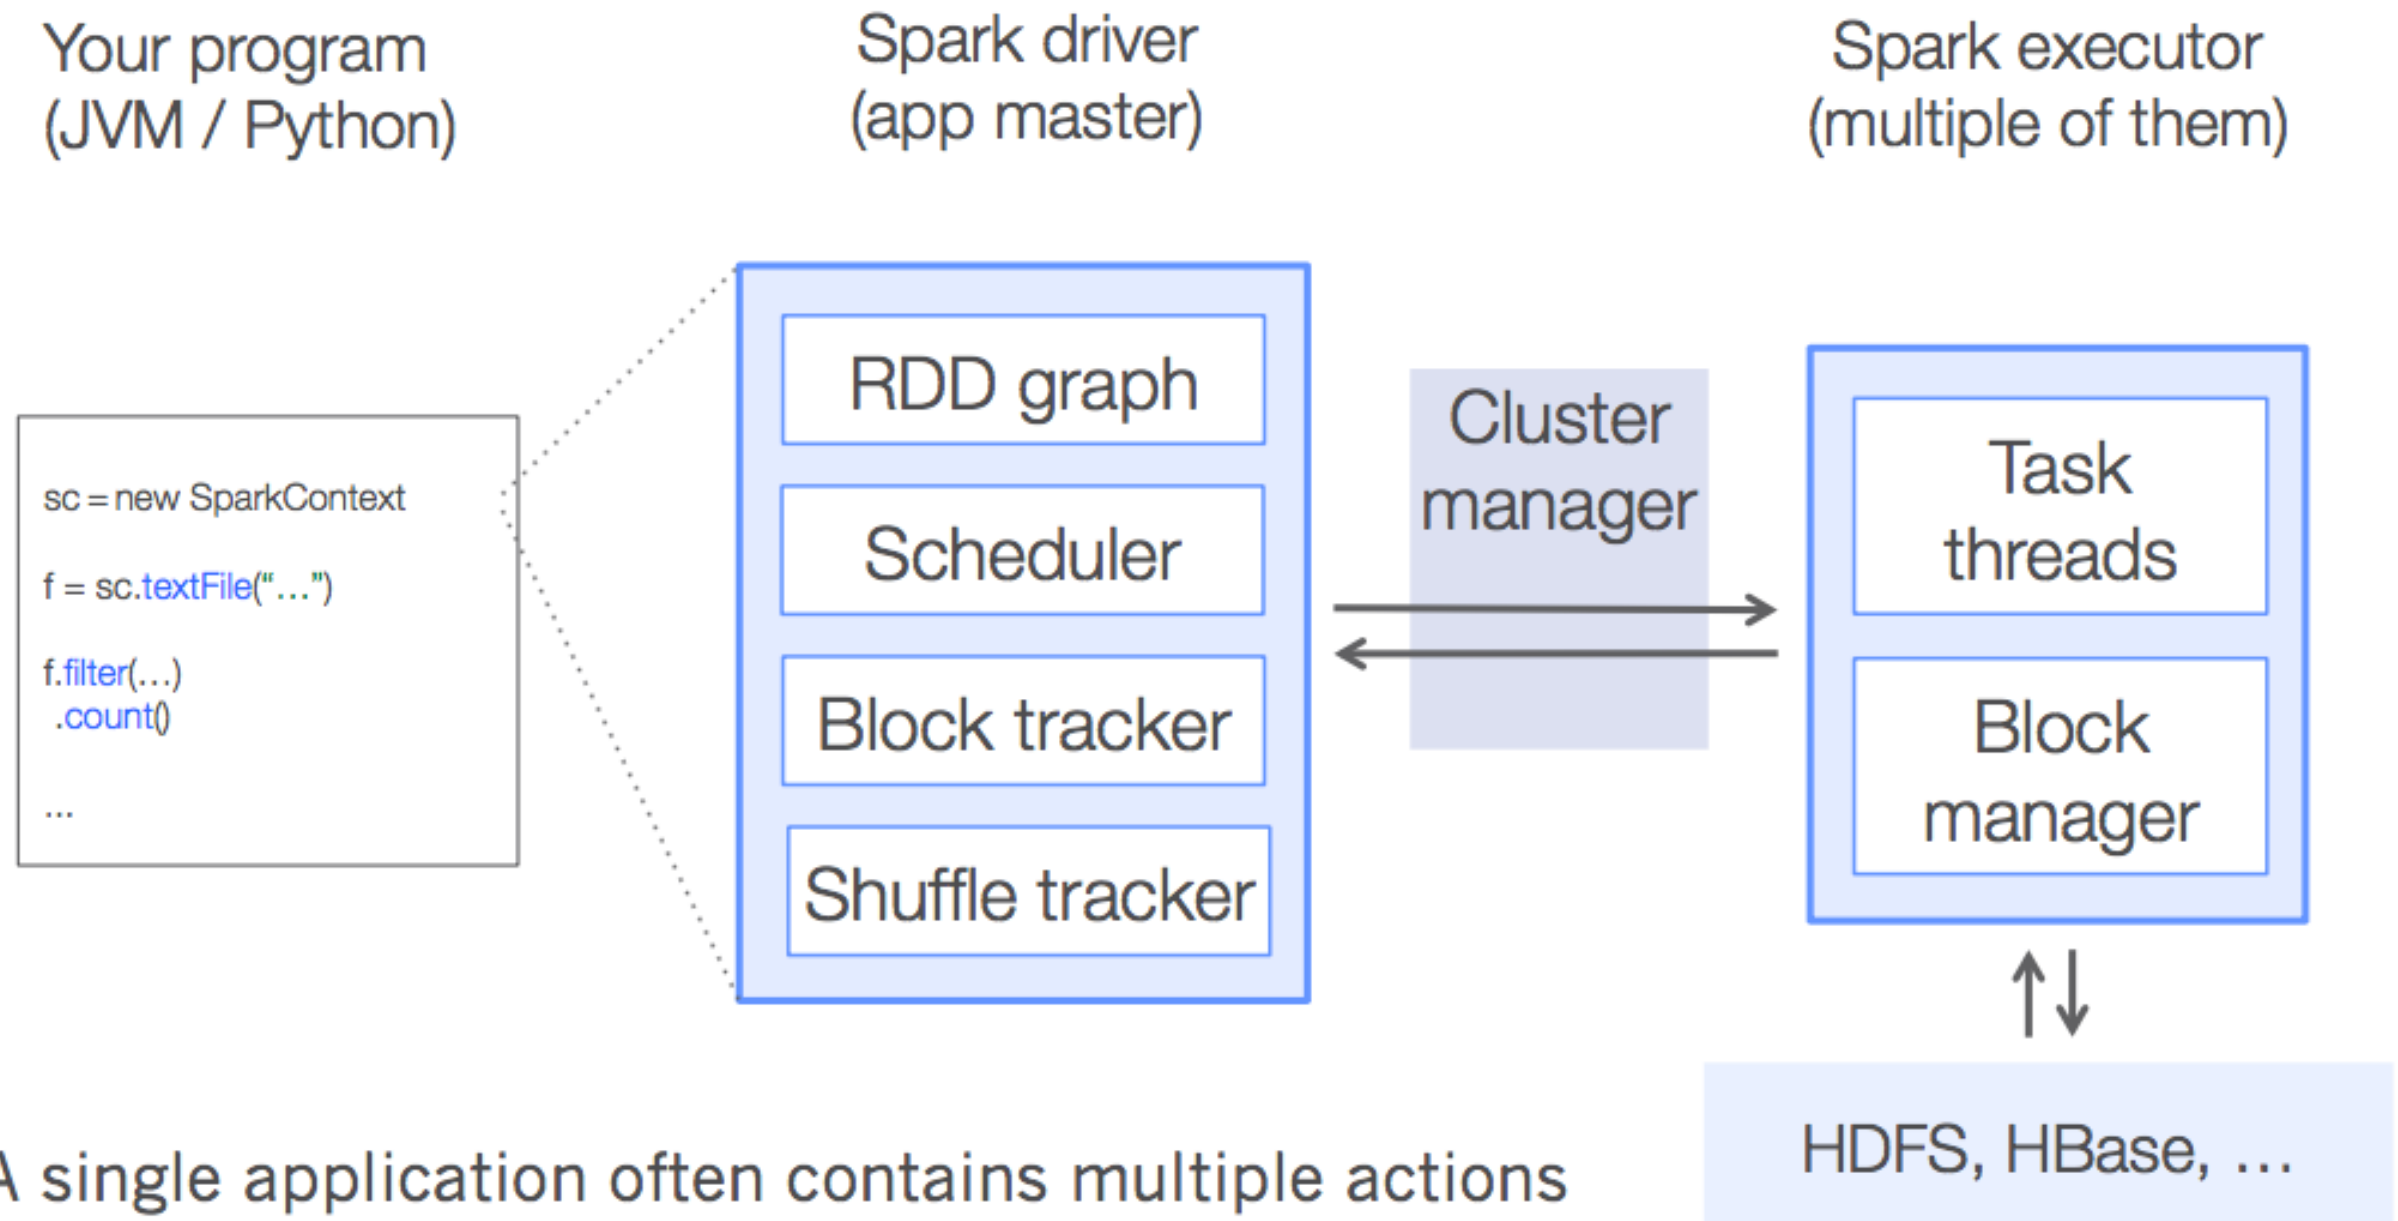 Your program
(JVM / Python)
Spark driver
(app master)
Spark executor
(multiple of them)
sc = new SparkContext
f = sc.textFile(“…”)
f.filter(…)
.count()
...
RDD graph
Scheduler
Block tracker
Shuffle tracker
Cluster
manager
Task
threads
Block
manager
HDFS, HBase, …
A single application often contains multiple actions